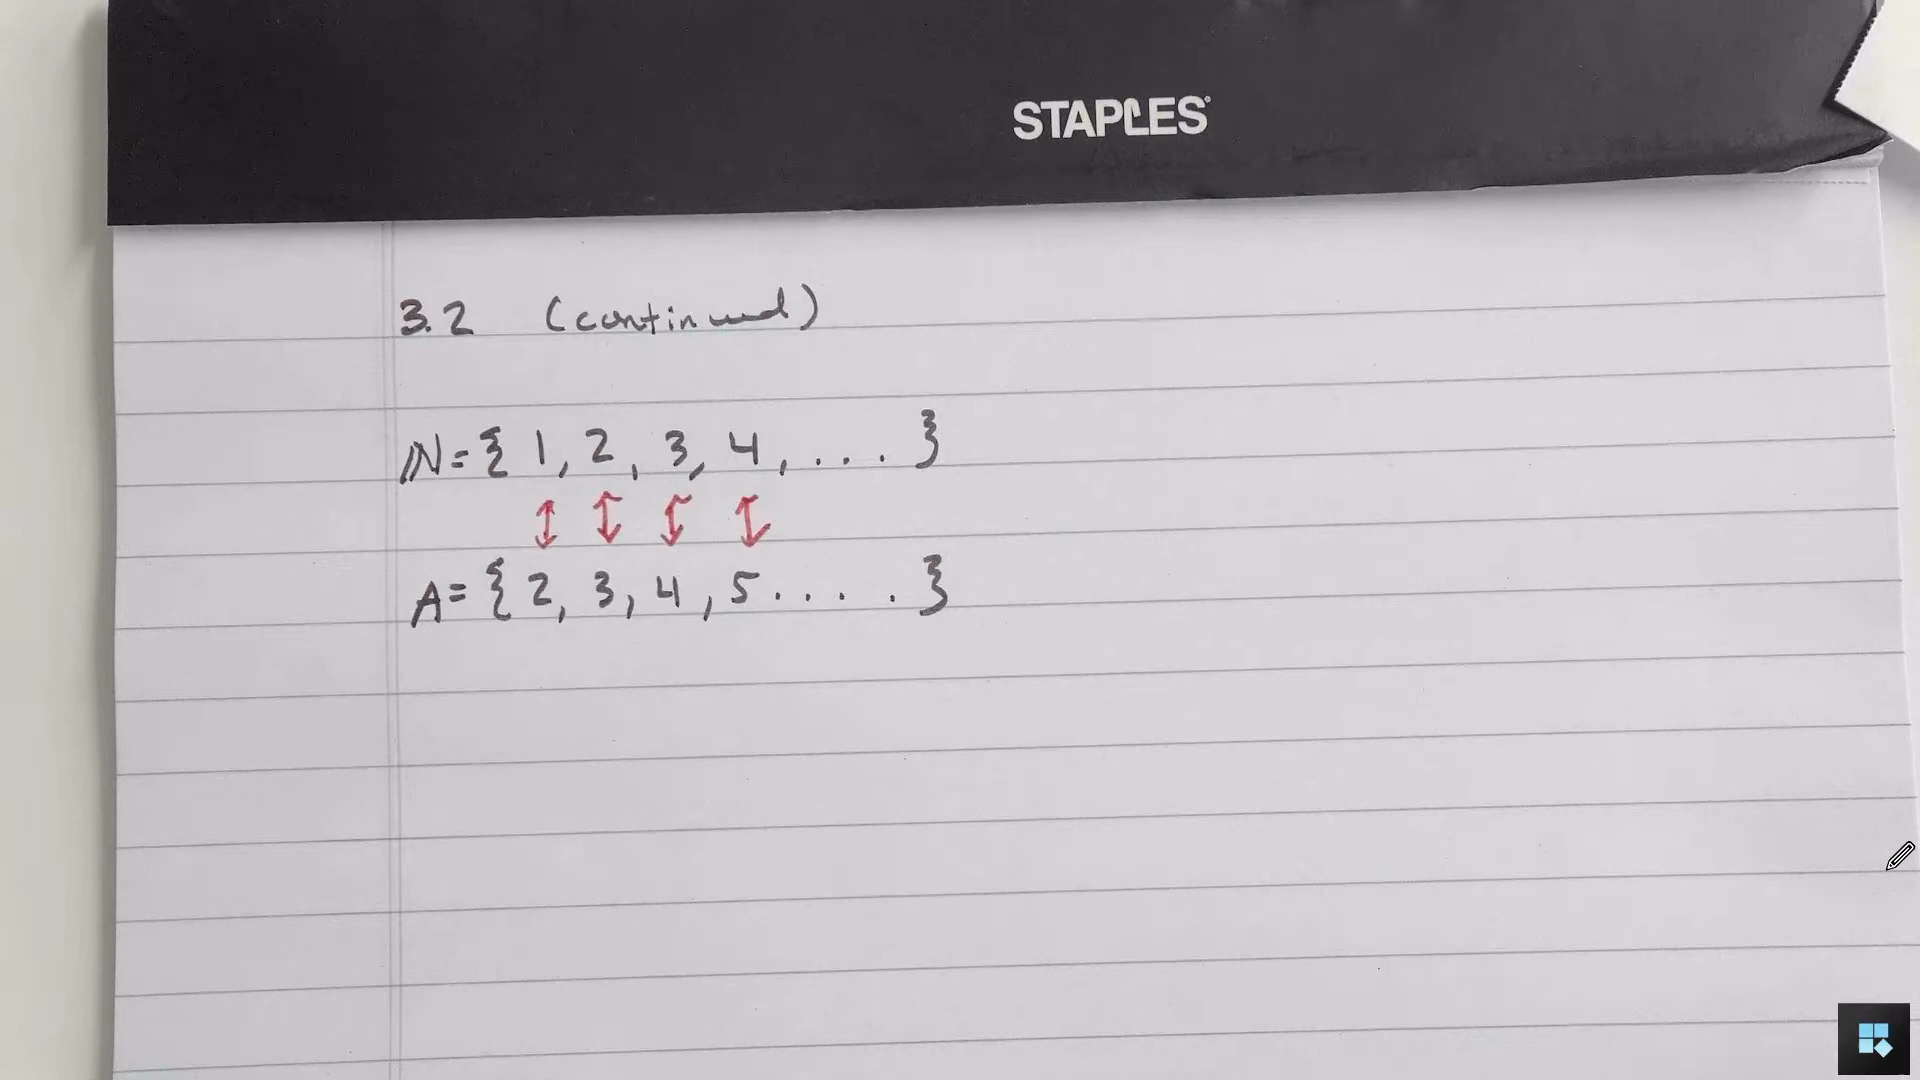 STAPLES
3.2 (continued)
ℕ={ 1, 2, 3, 4, ... }
↕ ↕ ↕ ↕
A={ 2, 3, 4, 5.... }